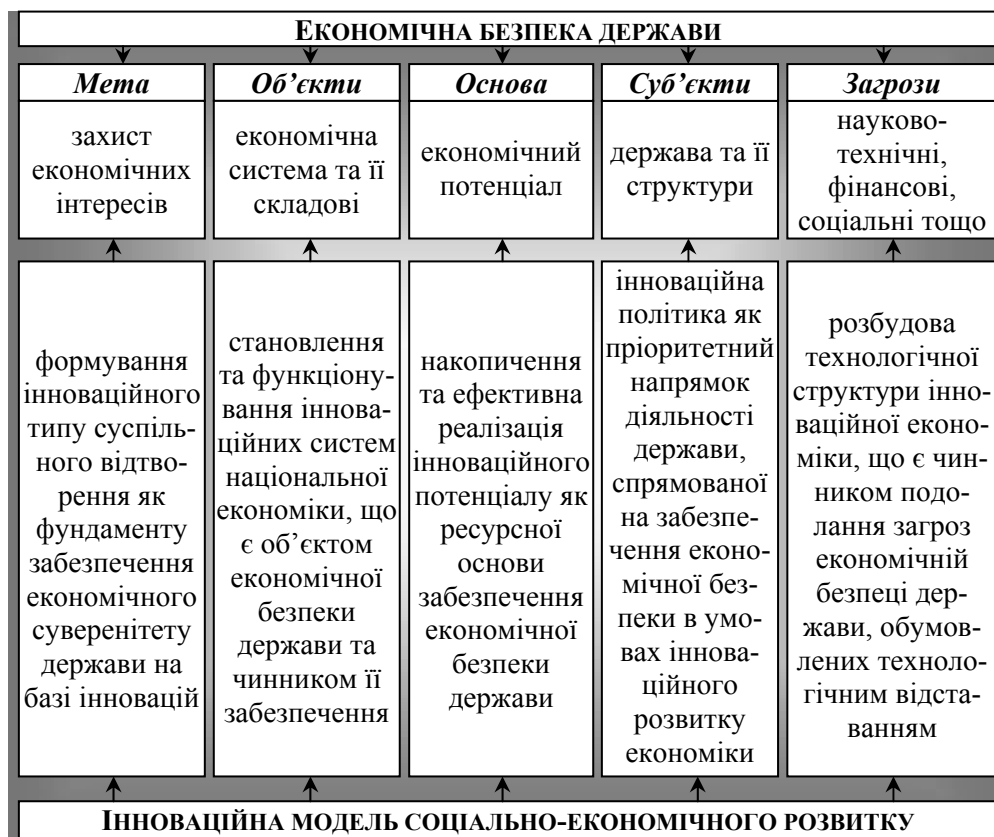 ЕКОНОМІЧНА БЕЗПЕКА ДЕРЖАВИ
Мета
захист
економічних
інтересів
Об’єкти
економічна
система та її
складові
Основа
економічний
потенціал
Суб’єкти
держава та її
структури
Загрози
науково-
технічні,
фінансові,
соціальні тощо
формування
інноваційного
типу суспіль-
ного відтво-
рення як
фундаменту
забезпечення
економічного
суверенітету
держави на
базі інновацій
становлення
та функціону-
вання іннова-
ційних систем
національної
економіки, що
є об’єктом
економічної
безпеки
держави та
чинником її
забезпечення
накопичення
та ефективна
реалізація
інноваційного
потенціалу як
ресурсної
основи
забезпечення
економічної
безпеки
держави
інноваційна
політика як
пріоритетний
напрямок
діяльності
держави,
спрямованої
на забезпе-
чення еконо-
мічної без-
пеки в умо-
вах іннова-
ційного
розвитку
економіки
розбудова
технологічної
структури інно-
ваційної еконо-
міки, що є чин-
ником подо-
лання загроз
економічній
безпеці дер-
жави, обумов-
лених техноло-
гічним відста-
ванням
ІННОВАЦІЙНА МОДЕЛЬ СОЦІАЛЬНО-ЕКОНОМІЧНОГО РОЗВИТКУ